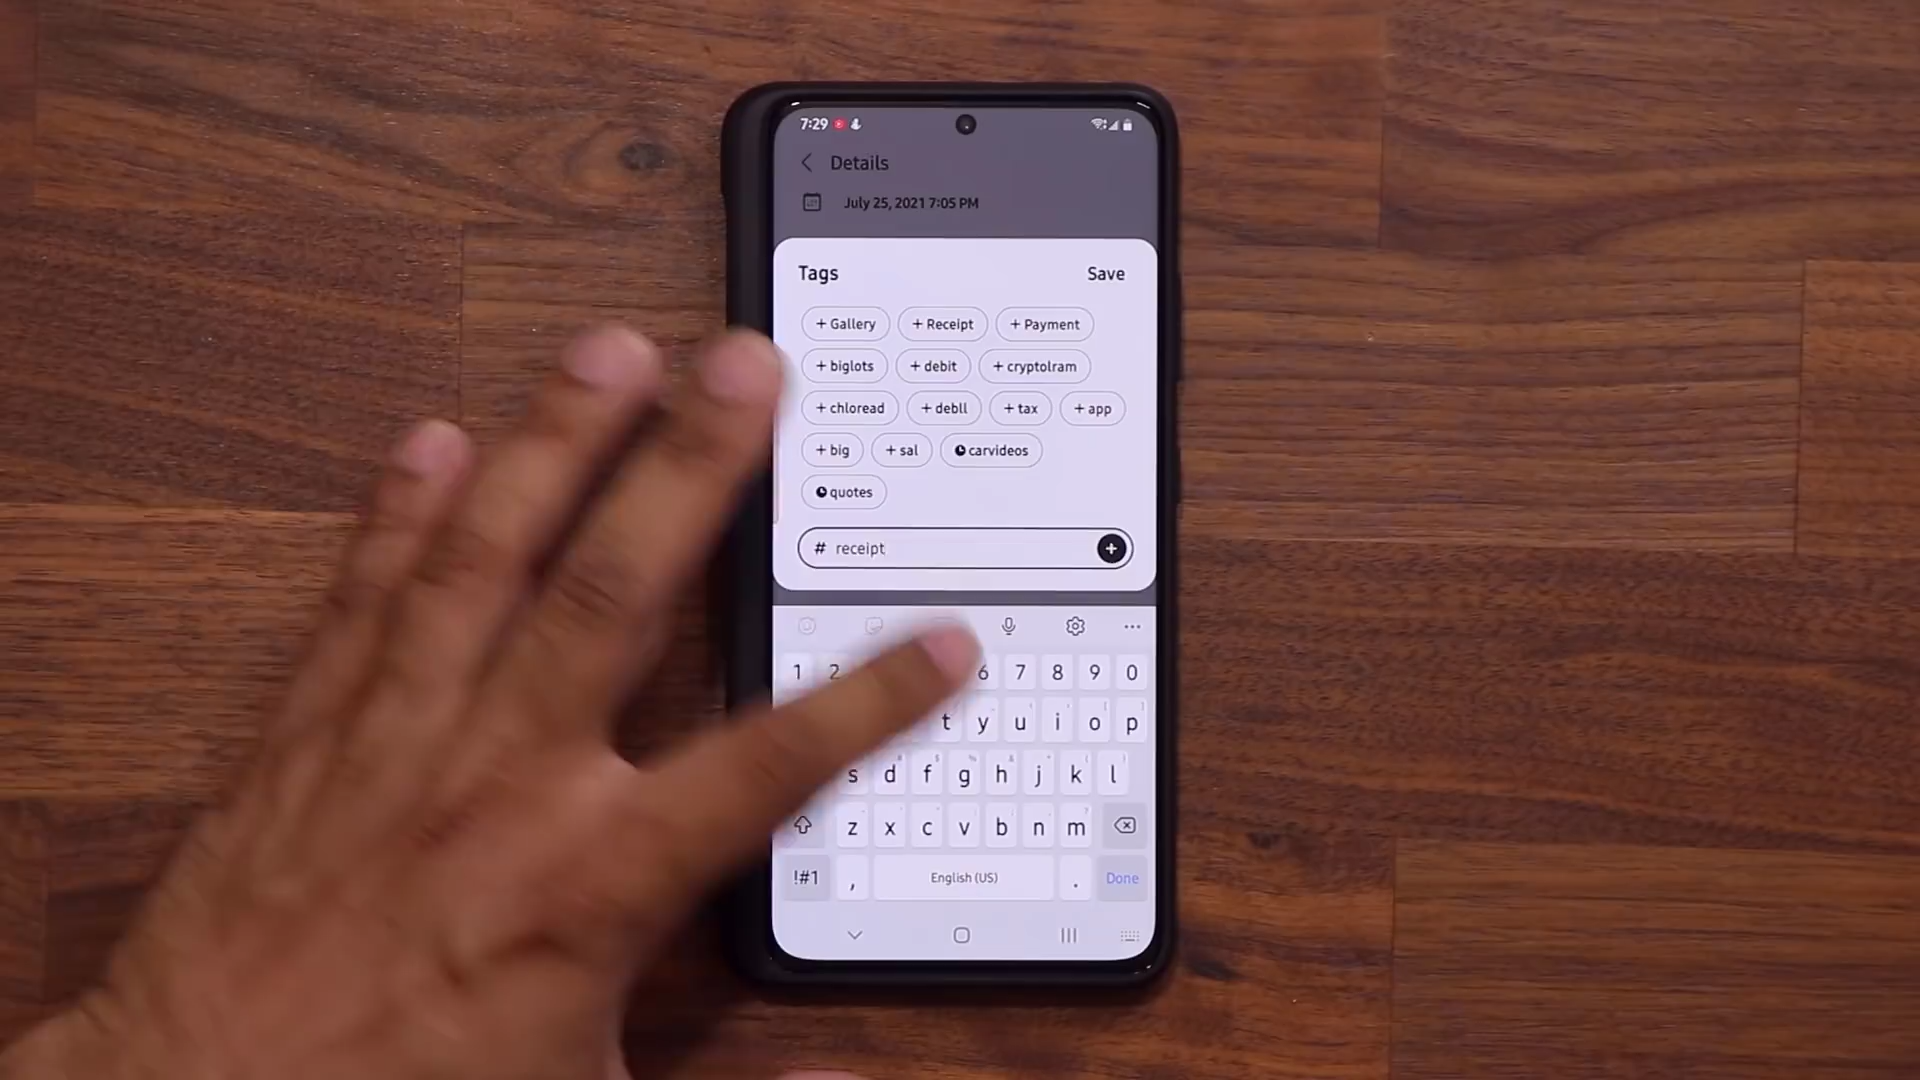 7:29
Details
July 25, 2021 7:05 PM
Tags Save
+ Gallery + Receipt + Payment
+ biglots + debit + cryptolram
+ chloread + debll + tax + app
+ big + sal carvideos
quotes
# receipt +
1 2 6 7 8 9 0
t y u i o p
s d f g h j k l
z x c v b n m
!#1 , English (US) . Done